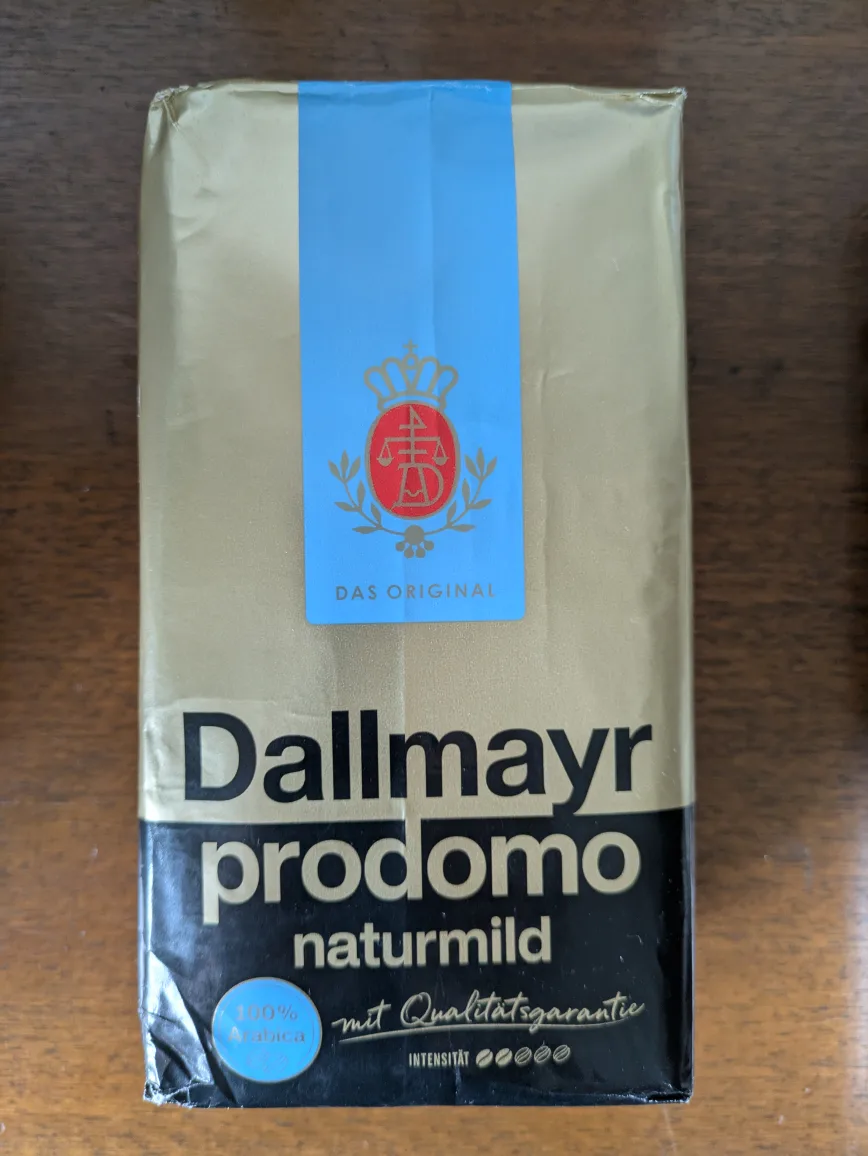 DAS ORIGINAL
Dallmayr
prodomo
naturmild
100%
Arabica
mit Qualitätsgarantie
INTENSITÄT